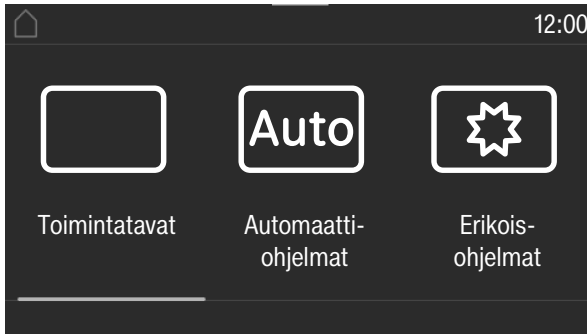 12:00
Auto
Toimintatavat
Automaatti-
ohjelmat
Erikois-
ohjelmat